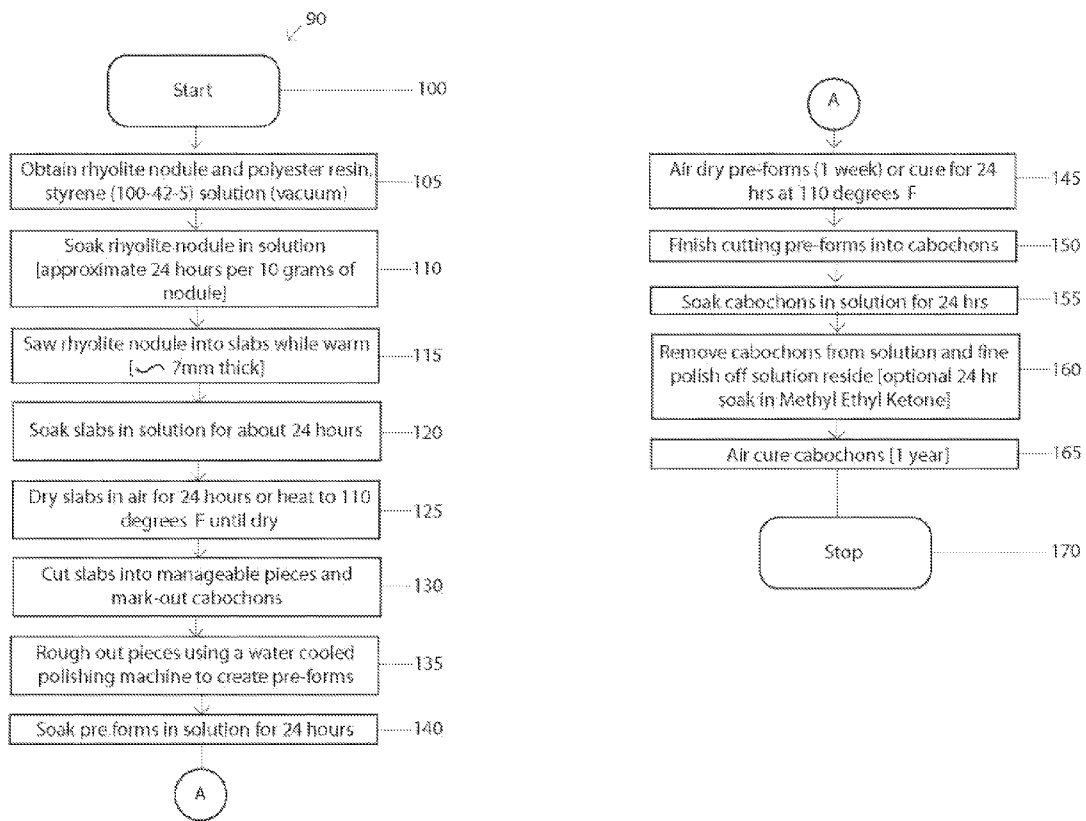 90
Start
100
Obtain rhyolite nodule and polyester resin,
styrene (100-42-5) solution (vacuum)
105
Soak rhyolite nodule in solution
[approximate 24 hours per 10 grams of
nodule]
110
Saw rhyolite nodule into slabs while warm
[~ 7mm thick]
115
Soak slabs in solution for about 24 hours
120
Dry slabs in air for 24 hours or heat to 110
degrees F until dry
125
Cut slabs into manageable pieces and
mark-out cabochons
130
Rough out pieces using a water cooled
polishing machine to create pre-forms
135
Soak pre forms in solution for 24 hours
140
A
A
Air dry pre-forms (1 week) or cure for 24
hrs at 110 degrees F
145
Finish cutting pre-forms into cabochons
150
Soak cabochons in solution for 24 hrs
155
Remove cabochons from solution and fine
polish off solution reside [optional 24 hr
soak in Methyl Ethyl Ketone]
160
Air cure cabochons [1 year]
165
Stop
170